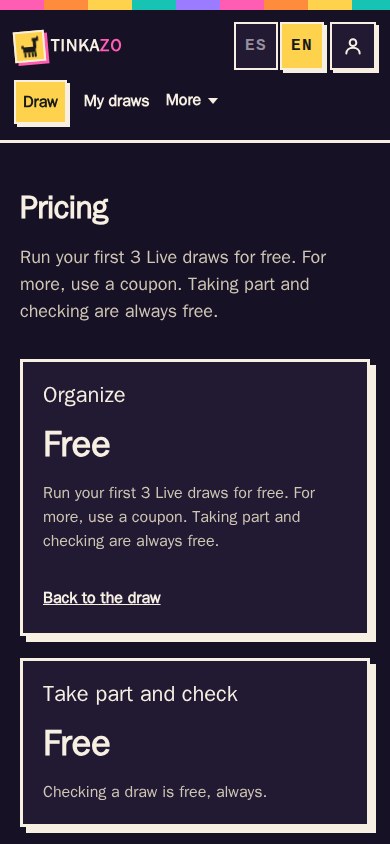 TINKAZO
ES
EN
Draw
My draws
More
Pricing
Run your first 3 Live draws for free. For
more, use a coupon. Taking part and
checking are always free.
Organize
Free
Run your first 3 Live draws for free. For
more, use a coupon. Taking part and
checking are always free.
Back to the draw
Take part and check
Free
Checking a draw is free, always.